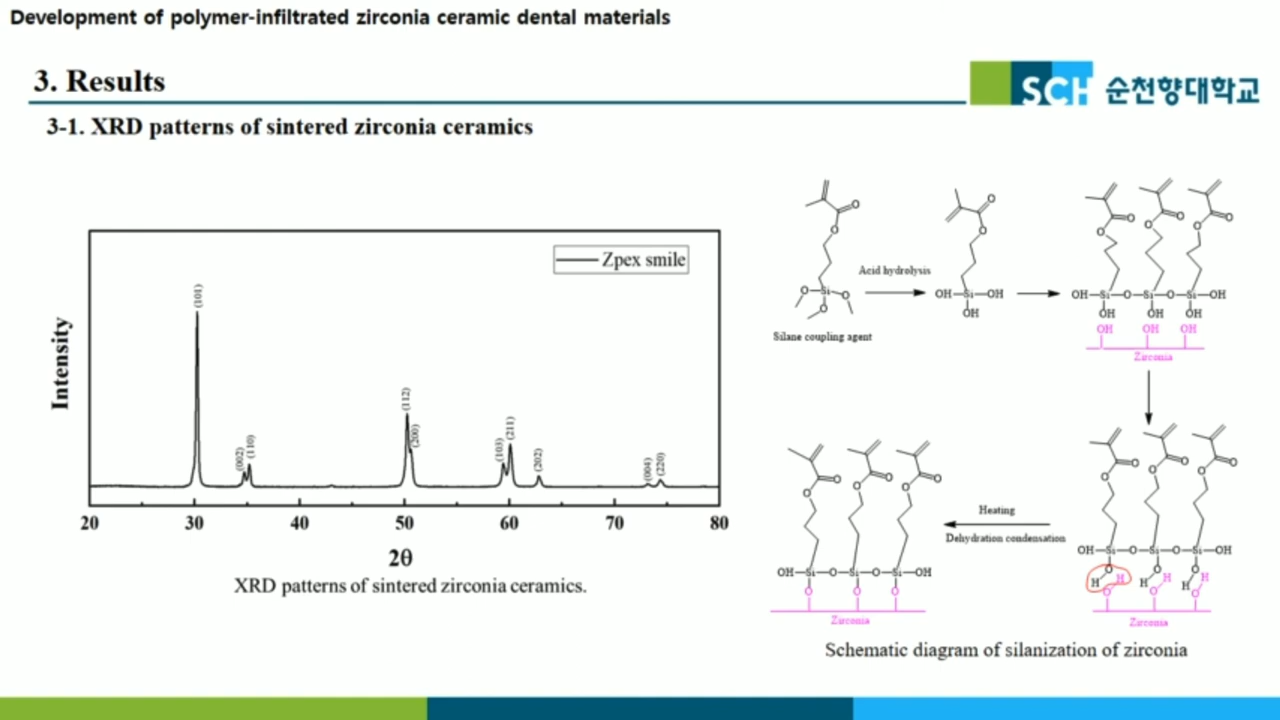 Development of polymer-infiltrated zirconia ceramic dental materials
3. Results
SCH 순천향대학교
3-1. XRD patterns of sintered zirconia ceramics
Intensity
Zpex smile
(101)
(002)
(110)
(112)
(200)
(103)
(211)
(202)
(004)
(220)
20 30 40 50 60 70 80
2θ
XRD patterns of sintered zirconia ceramics.
O
O
O Si O
O
Silane coupling agent
Acid hydrolysis
O
O
OH Si OH
OH
O O O
O O O
OH Si O Si O Si OH
OH OH OH
OH OH OH
Zirconia
O O O
O O O
OH Si O Si O Si OH
O O O
H H H H H H
O O O
Zirconia
Heating
Dehydration condensation
O O O
O O O
OH Si O Si O Si OH
O O O
Zirconia
Schematic diagram of silanization of zirconia